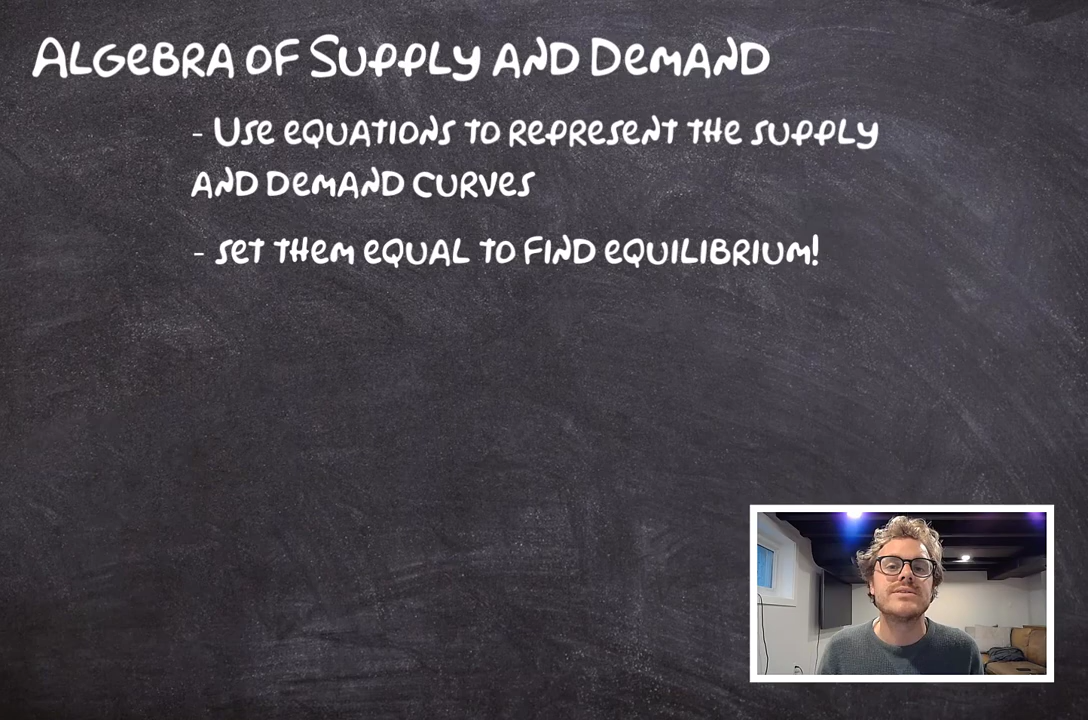 Algebra of Supply and Demand
- Use equations to represent the supply
and demand curves
- set them equal to find equilibrium!